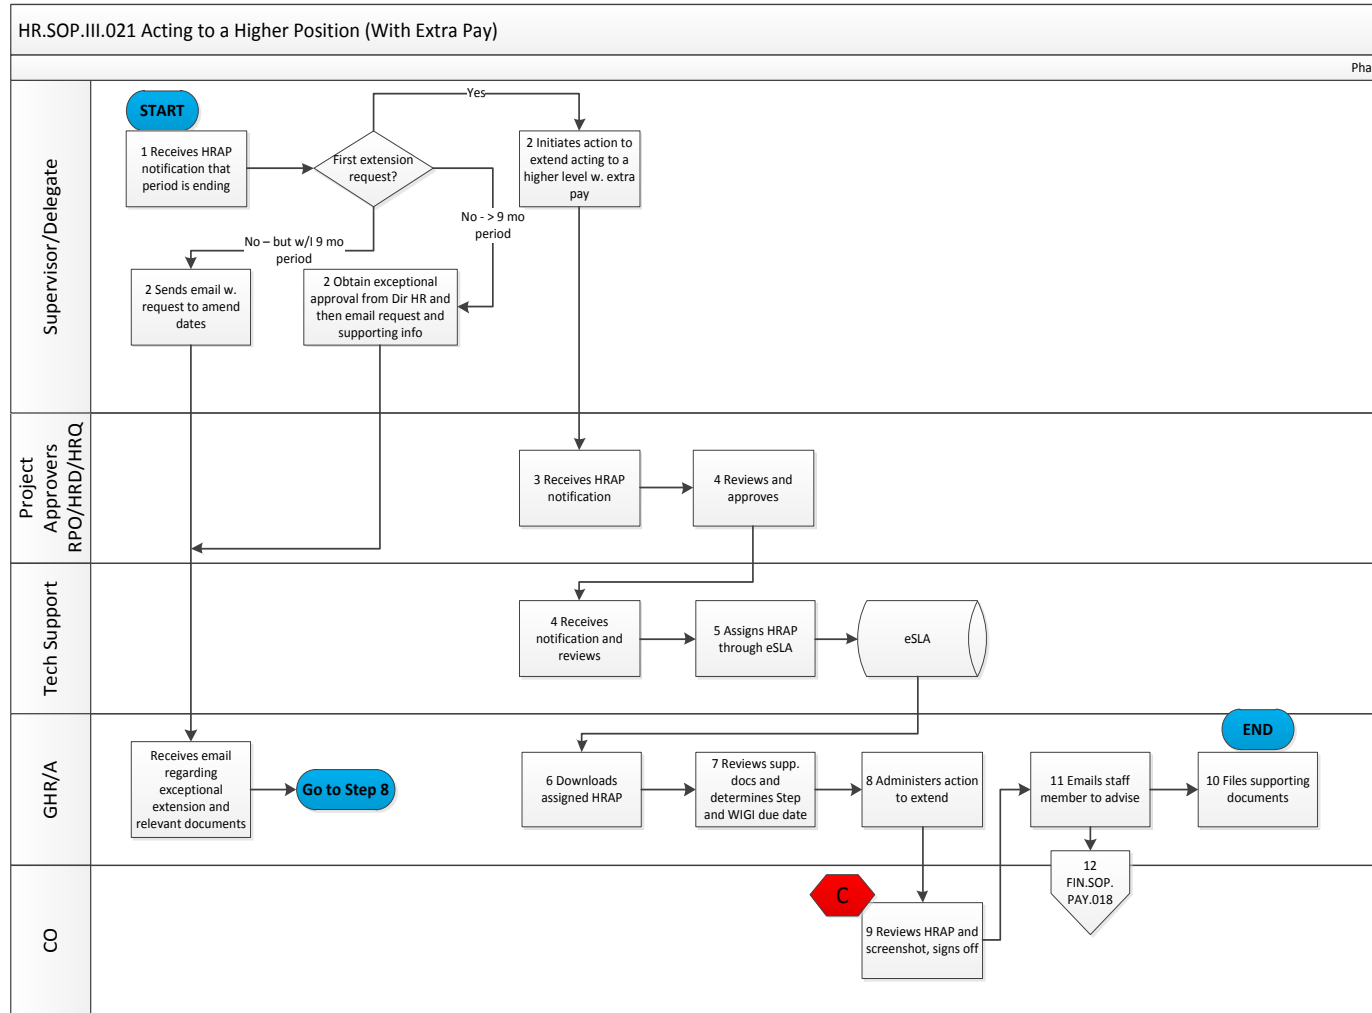 HR.SOP.III.021 Acting to a Higher Position (With Extra Pay)
Pha
Supervisor/Delegate
START
1 Receives HRAP
notification that
period is ending
First extension
request?
Yes
2 Initiates action to
extend acting to a
higher level w. extra
pay
No - > 9 mo
period
No – but w/I 9 mo
period
2 Sends email w.
request to amend
dates
2 Obtain exceptional
approval from Dir HR and
then email request and
supporting info
Project
Approvers
RPO/HRD/HRQ
3 Receives HRAP
notification
4 Reviews and
approves
Tech Support
4 Receives
notification and
reviews
5 Assigns HRAP
through eSLA
eSLA
GHR/A
Receives email
regarding
exceptional
extension and
relevant documents
Go to Step 8
6 Downloads
assigned HRAP
7 Reviews supp.
docs and
determines Step
and WIGI due date
8 Administers action
to extend
11 Emails staff
member to advise
END
10 Files supporting
documents
CO
C
9 Reviews HRAP and
screenshot, signs off
12
FIN.SOP.
PAY.018